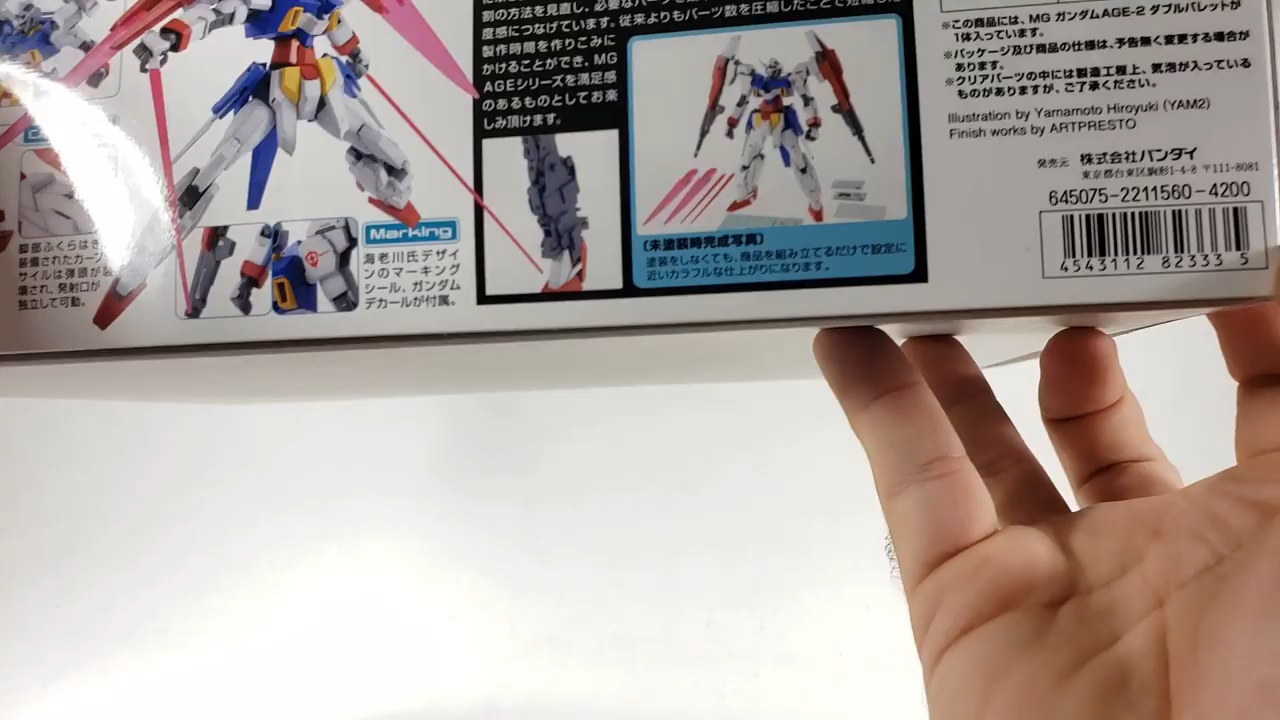 脚部ふくらはぎ
装備されたカーフ
サイルは弾頭が装
壊され、発射口が
独立して可動。
Marking
海老川氏デザイ
ンのマーキング
シール、ガンダム
デカールが付属。
割の方法を見直し、必要なパーツを
度感につなげています。従来よりもパーツ数を圧縮したことで短縮した
製作時間を作りこみに
かけることができ、MG
AGEシリーズを満足感
のあるものとしてお楽
しみ頂けます。
〔未塗装時完成写真〕
塗装をしなくても、商品を組み立てるだけで設定に
近いカラフルな仕上がりになります。
※この商品には、MG ガンダムAGE-2 ダブルバレットが
1体入っています。
※パッケージ及び商品の仕様は、予告無く変更する場合が
あります。
※クリアパーツの中には製造工程上、気泡が入っている
ものがありますが、ご了承ください。
Illustration by Yamamoto Hiroyuki (YAM2)
Finish works by ARTPRESTO
発売元 株式会社バンダイ
東京都台東区駒形1-4-8 〒111-8081
645075-2211560-4200
4543112 82333 5